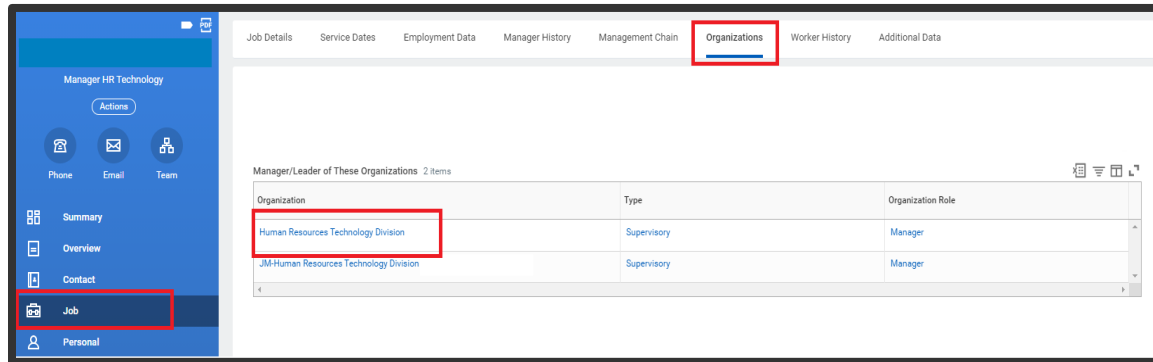 PDF
Manager HR Technology
Actions
Phone Email Team
Summary
Overview
Contact
Job
Personal
Job Details Service Dates Employment Data Manager History Management Chain Organizations Worker History Additional Data
Manager/Leader of These Organizations 2 items
Organization Type Organization Role
Human Resources Technology Division Supervisory Manager
JM-Human Resources Technology Division Supervisory Manager